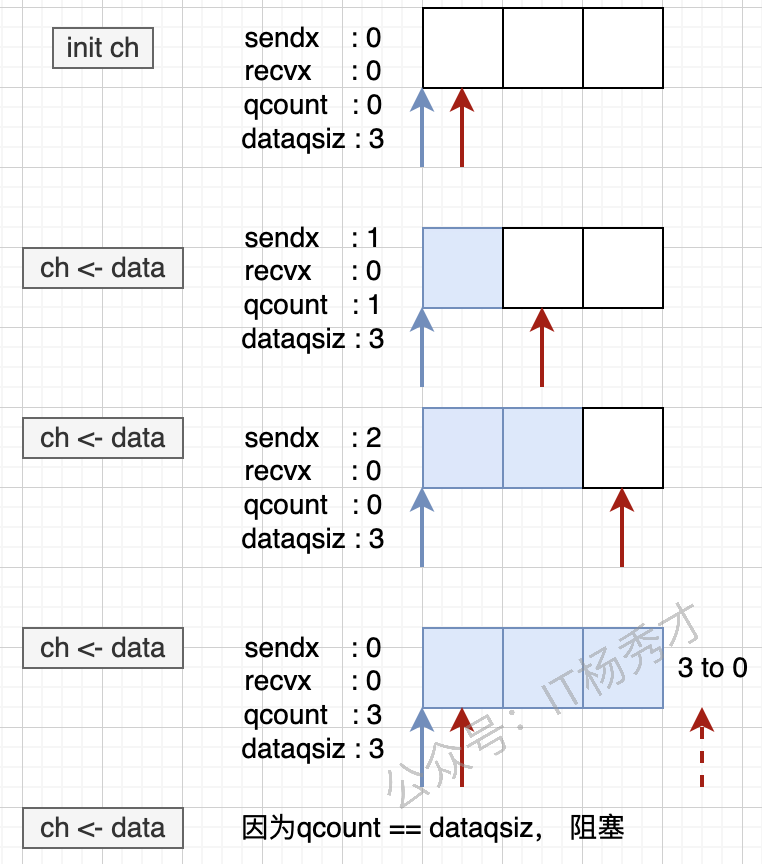 init ch
sendx : 0
recvx : 0
qcount : 0
dataqsiz : 3
ch <- data
sendx : 1
recvx : 0
qcount : 1
dataqsiz : 3
ch <- data
sendx : 2
recvx : 0
qcount : 0
dataqsiz : 3
ch <- data
sendx : 0
recvx : 0
qcount : 3
dataqsiz : 3
3 to 0
公众号：IT杨秀才
ch <- data
因为qcount == dataqsiz， 阻塞